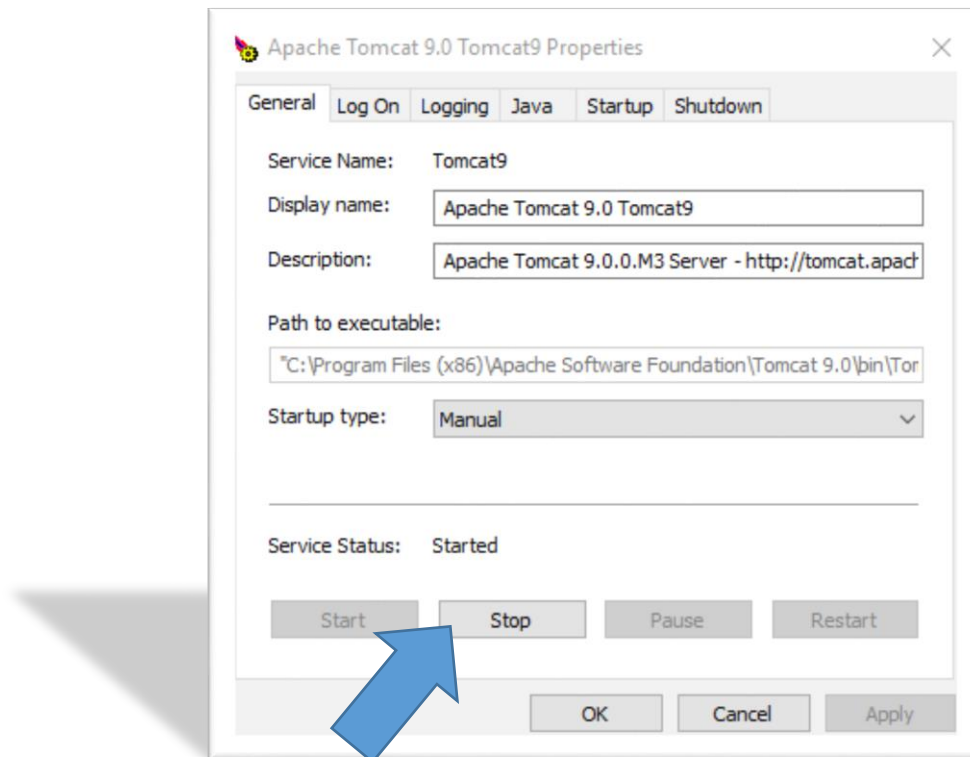 Apache Tomcat 9.0 Tomcat9 Properties
General Log On Logging Java Startup Shutdown
Service Name: Tomcat9
Display name: Apache Tomcat 9.0 Tomcat9
Description: Apache Tomcat 9.0.0.M3 Server - http://tomcat.apach
Path to executable:
"C:\Program Files (x86)\Apache Software Foundation\Tomcat 9.0\bin\Tor
Startup type: Manual
Service Status: Started
Start Stop Pause Restart
OK Cancel Apply